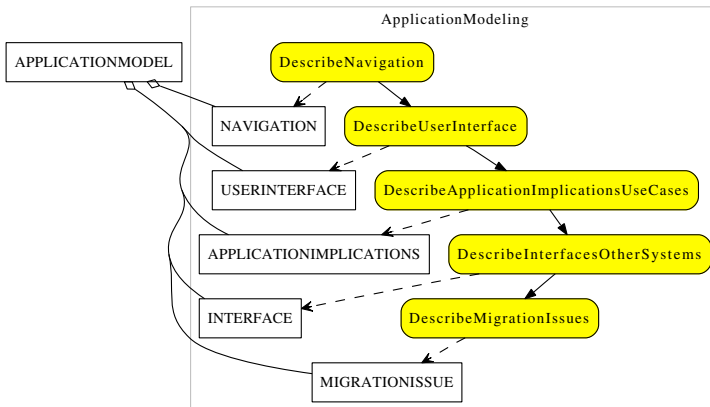 ApplicationModeling
APPLICATIONMODEL
DescribeNavigation
NAVIGATION
DescribeUserInterface
USERINTERFACE
DescribeApplicationImplicationsUseCases
APPLICATIONIMPLICATIONS
DescribeInterfacesOtherSystems
INTERFACE
DescribeMigrationIssues
MIGRATIONISSUE